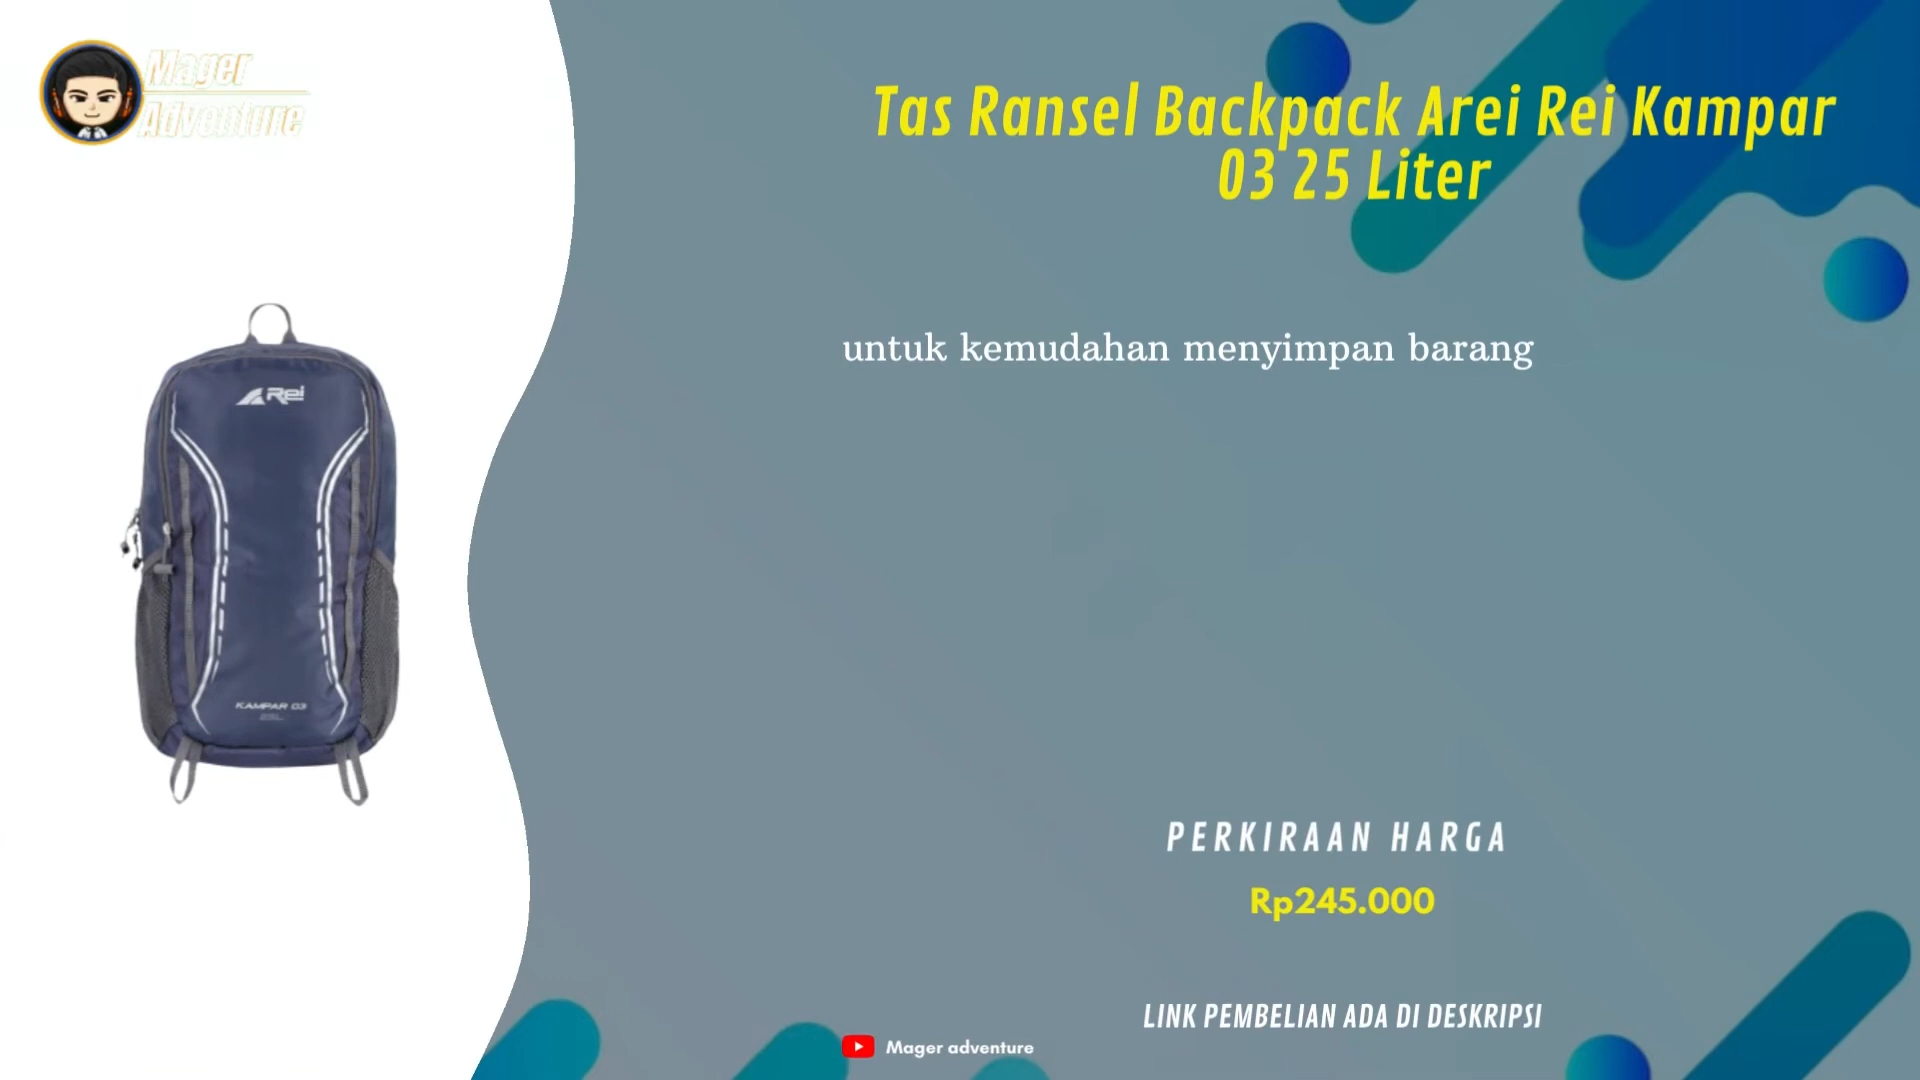 Mager
Adventure
Tas Ransel Backpack Arei Rei Kampar
03 25 Liter
untuk kemudahan menyimpan barang
Rei
KAMPAR 03
PERKIRAAN HARGA
Rp245.000
LINK PEMBELIAN ADA DI DESKRIPSI
Mager adventure